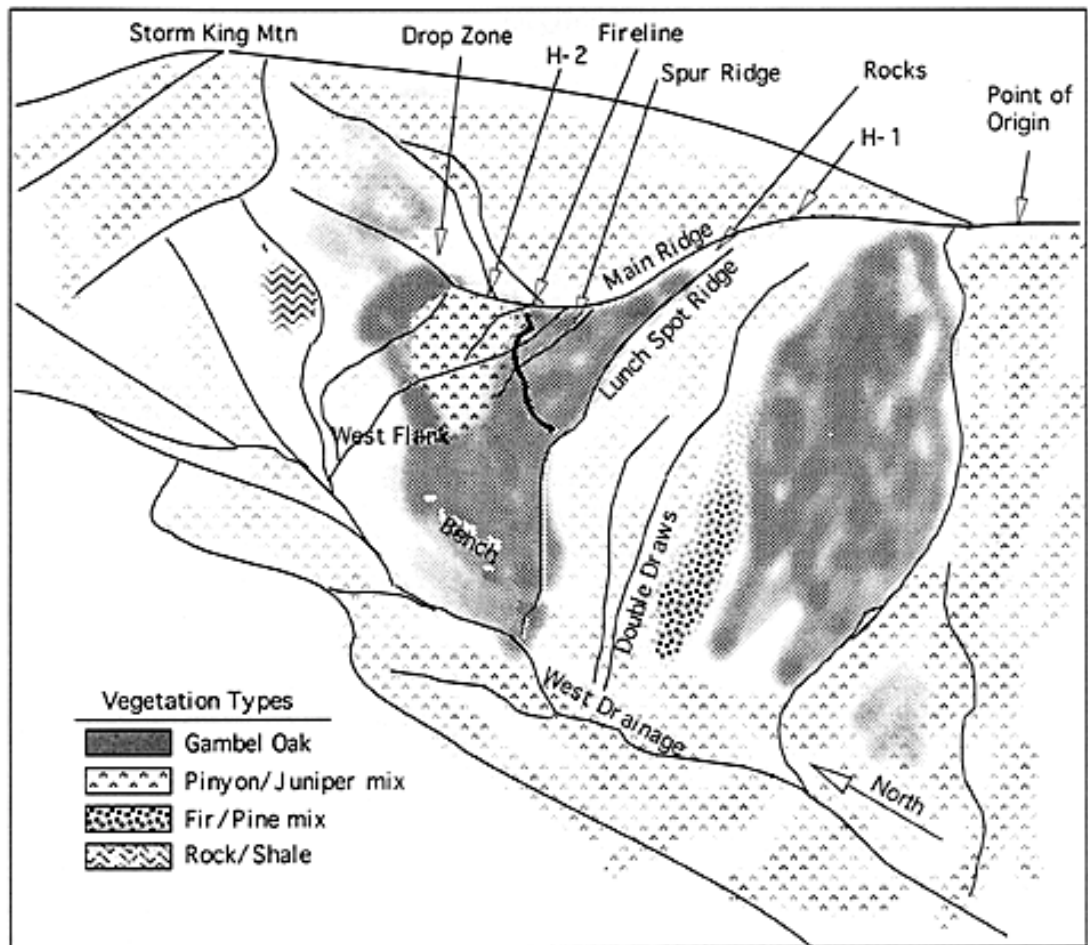 Storm King Mtn
Drop Zone
Fireline
H-2
Spur Ridge
Rocks
Point of
Origin
H-1
Main Ridge
Lunch Spot Ridge
West Flank
Bench
Double Draws
West Drainage
North
Vegetation Types
Gambel Oak
Pinyon/Juniper mix
Fir/Pine mix
Rock/Shale